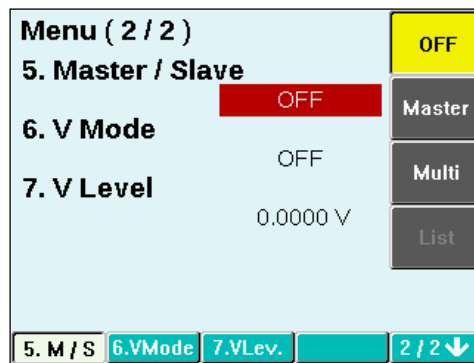 Menu ( 2 / 2 )
5. Master / Slave
OFF
6. V Mode
OFF
7. V Level
0.0000 V
OFF
Master
Multi
List
5. M / S 6.VMode 7.VLev. 2 / 2